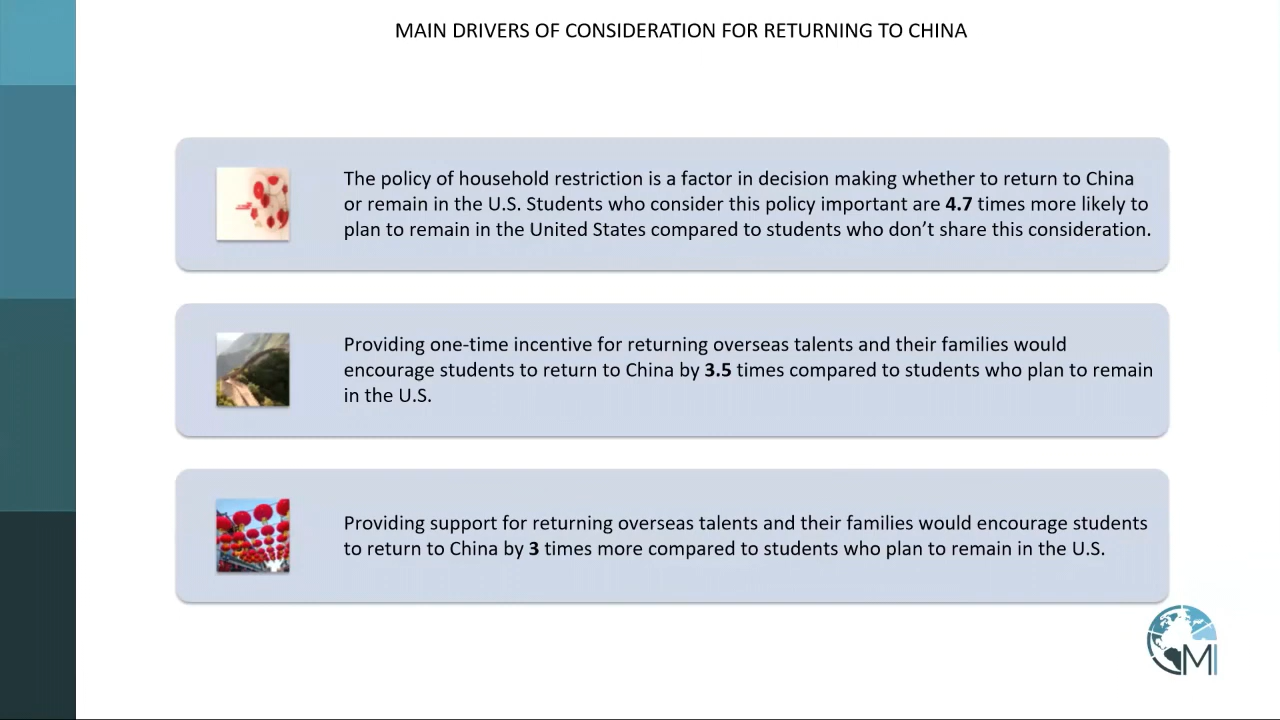 MAIN DRIVERS OF CONSIDERATION FOR RETURNING TO CHINA
The policy of household restriction is a factor in decision making whether to return to China
or remain in the U.S. Students who consider this policy important are 4.7 times more likely to
plan to remain in the United States compared to students who don’t share this consideration.
Providing one-time incentive for returning overseas talents and their families would
encourage students to return to China by 3.5 times compared to students who plan to remain
in the U.S.
Providing support for returning overseas talents and their families would encourage students
to return to China by 3 times more compared to students who plan to remain in the U.S.
MI